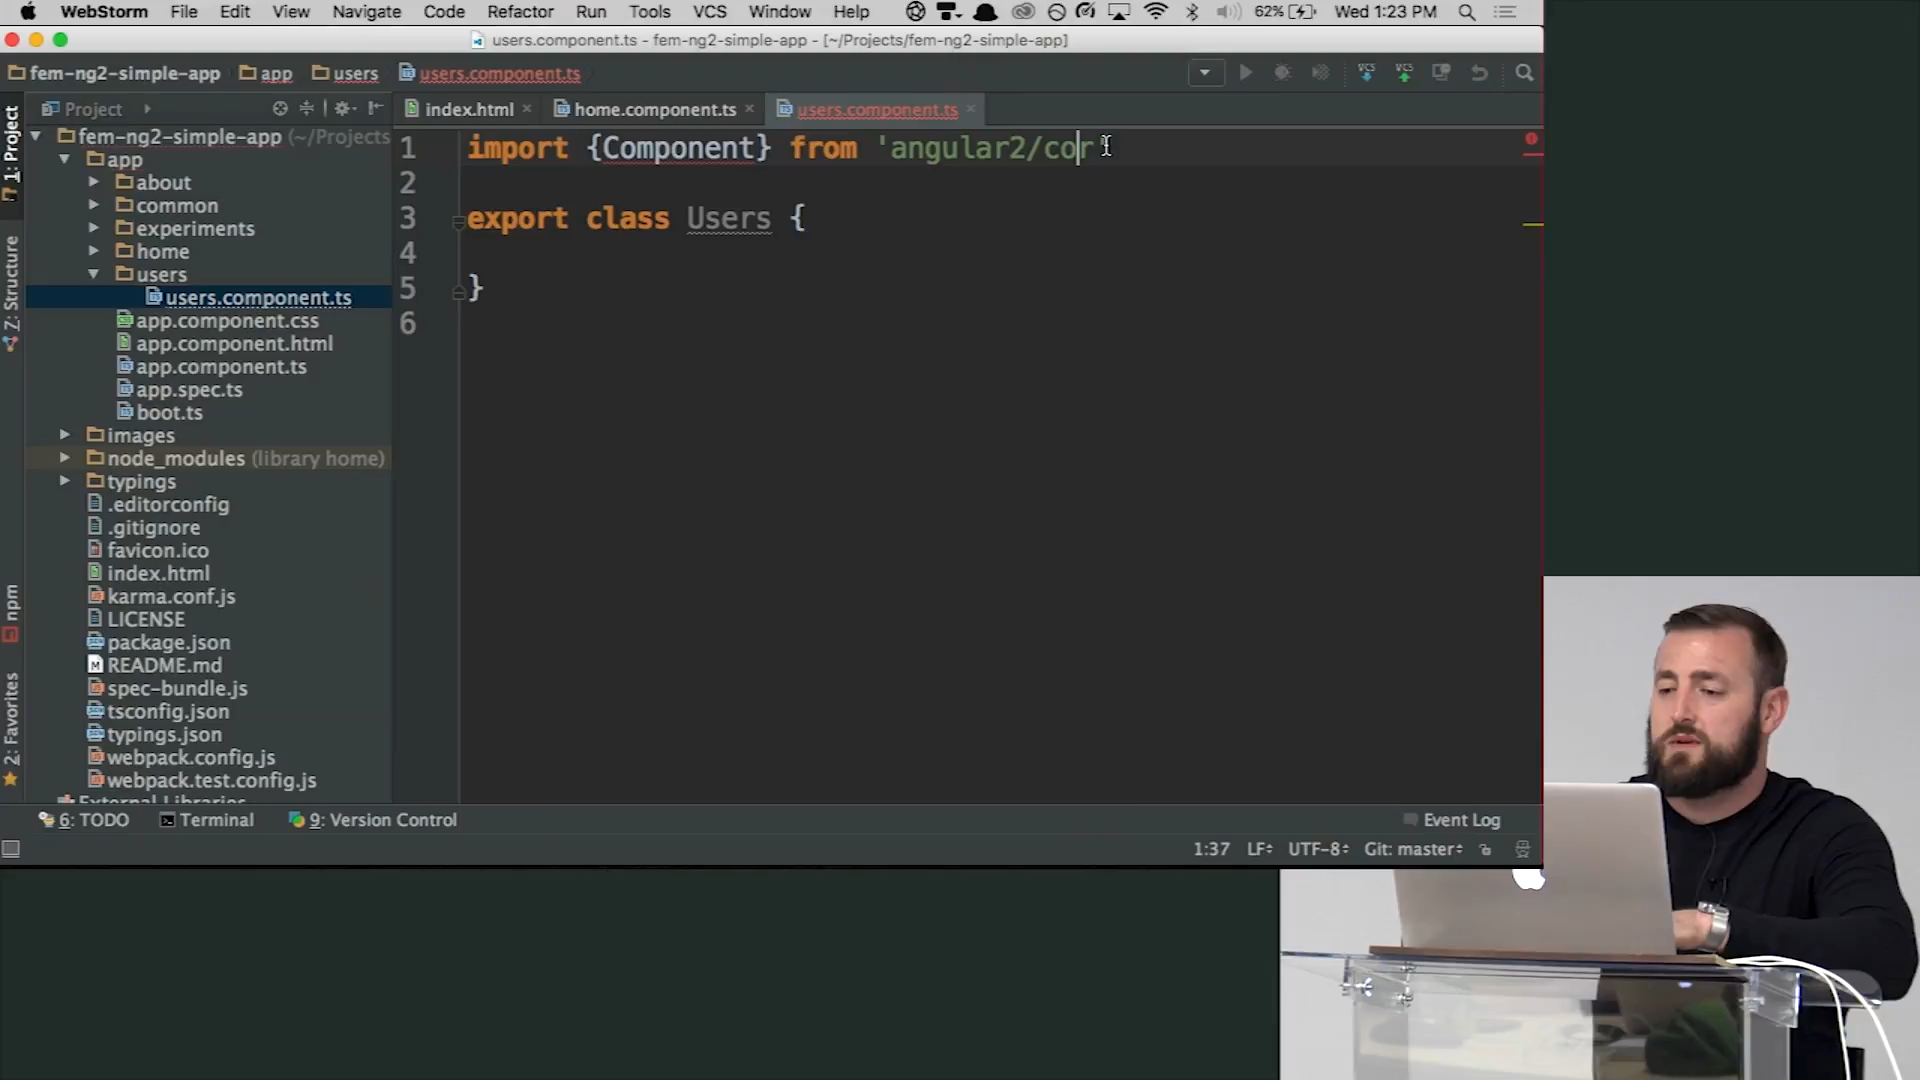 WebStorm File Edit View Navigate Code Refactor Run Tools VCS Window Help 62% Wed 1:23 PM
users.component.ts - fem-ng2-simple-app - [~/Projects/fem-ng2-simple-app]
fem-ng2-simple-app app users users.component.ts VCS VCS
1: Project
Z: Structure
npm
2: Favorites
Project
index.html
home.component.ts
users.component.ts
fem-ng2-simple-app (~/Projects
app
about
common
experiments
home
users
users.component.ts
app.component.css
app.component.html
app.component.ts
app.spec.ts
boot.ts
images
node_modules (library home)
typings
.editorconfig
.gitignore
favicon.ico
index.html
karma.conf.js
LICENSE
package.json
README.md
spec-bundle.js
tsconfig.json
typings.json
webpack.config.js
webpack.test.config.js
External Libraries
1 import {Component} from 'angular2/cor'
2
3 export class Users {
4
5 }
6
6: TODO Terminal 9: Version Control Event Log
1:37 LF UTF-8 Git: master